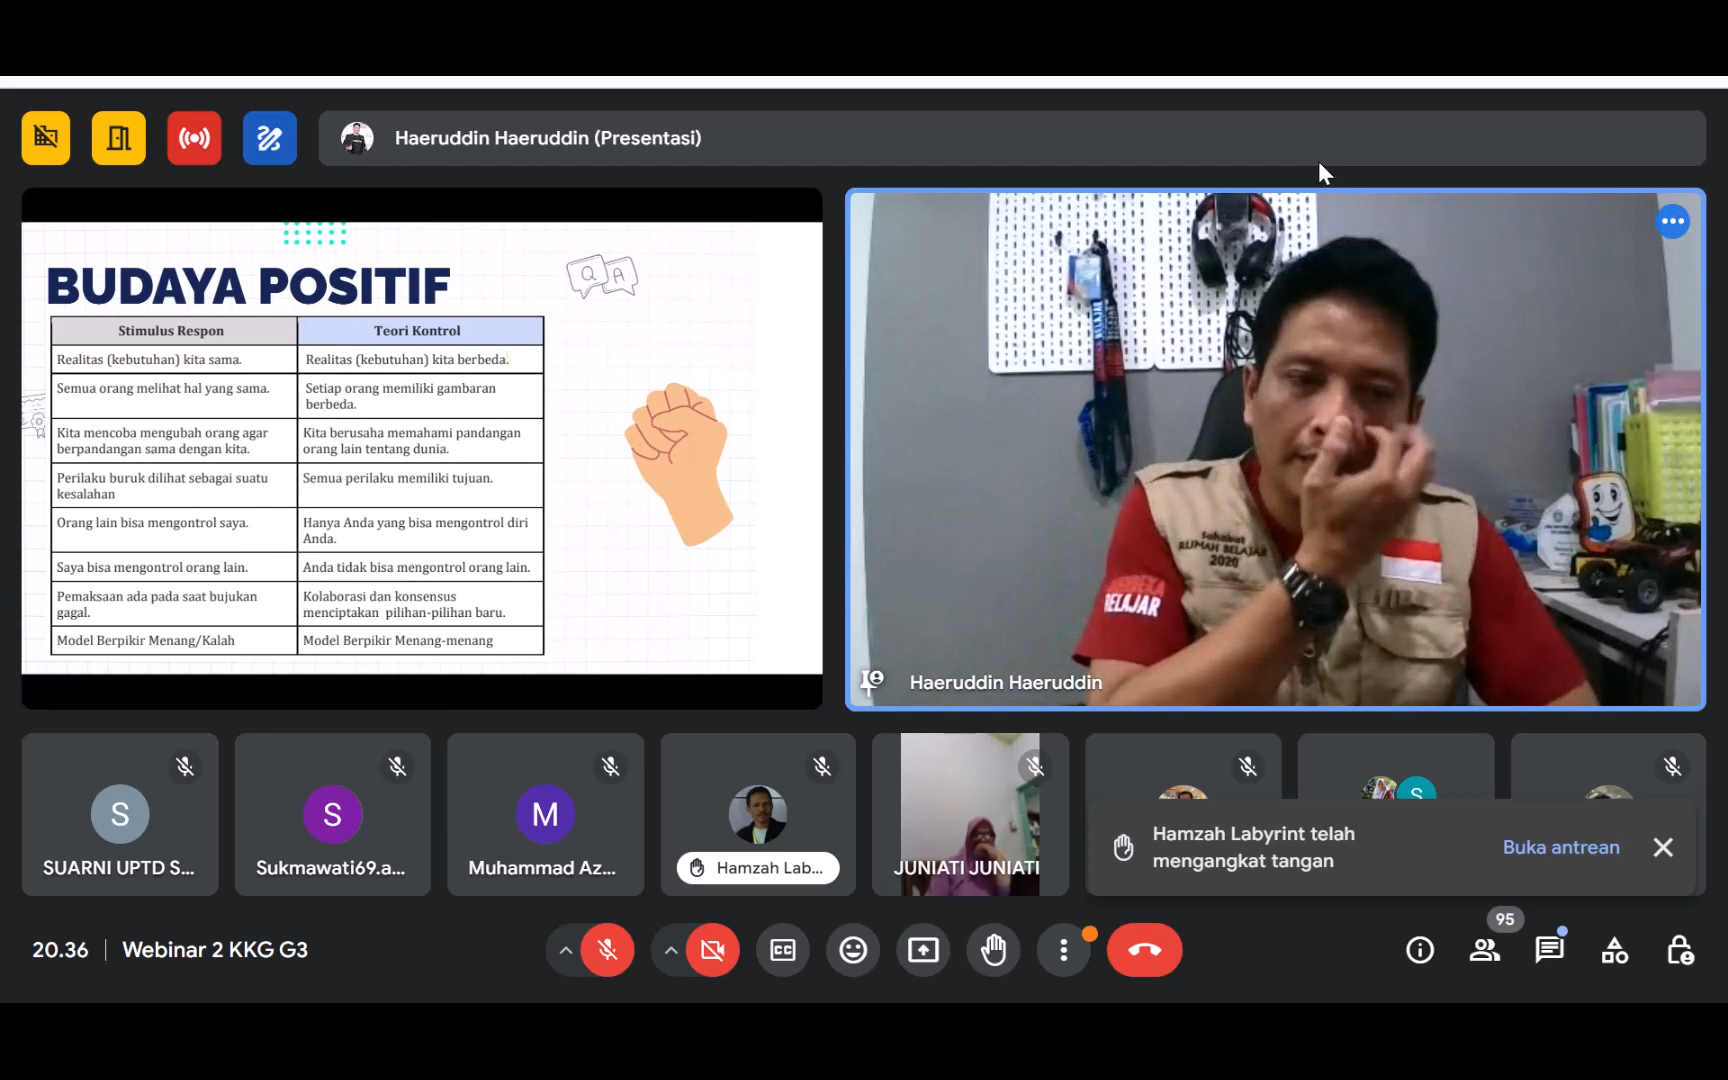 Haeruddin Haeruddin (Presentasi)
BUDAYA POSITIF
Q A
Stimulus Respon
Teori Kontrol
Realitas (kebutuhan) kita sama.
Realitas (kebutuhan) kita berbeda.
Semua orang melihat hal yang sama.
Setiap orang memiliki gambaran
berbeda.
Kita mencoba mengubah orang agar
berpandangan sama dengan kita.
Kita berusaha memahami pandangan
orang lain tentang dunia.
Perilaku buruk dilihat sebagai suatu
kesalahan
Semua perilaku memiliki tujuan.
Orang lain bisa mengontrol saya.
Hanya Anda yang bisa mengontrol diri
Anda.
Saya bisa mengontrol orang lain.
Anda tidak bisa mengontrol orang lain.
Pemaksaan ada pada saat bujukan
gagal.
Kolaborasi dan konsensus
menciptakan pilihan-pilihan baru.
Model Berpikir Menang/Kalah
Model Berpikir Menang-menang
Sahabat
RUMAH BELAJAR
2020
BELAJAR
Haeruddin Haeruddin
S
SUARNI UPTD S...
S
Sukmawati69.a...
M
Muhammad Az...
Hamzah Lab...
JUNIATI JUNIATI
S
Hamzah Labyrint telah
mengangkat tangan
Buka antrean
20.36
Webinar 2 KKG G3
CC
95